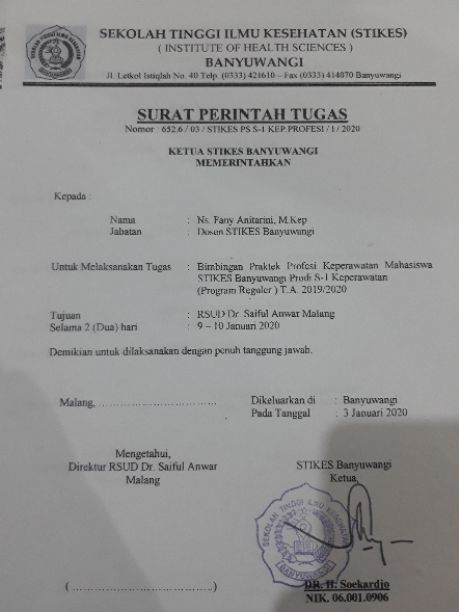 SEKOLAH TINGGI ILMU KESEHATAN (STIKES)
( INSTITUTE OF HEALTH SCIENCES )
BANYUWANGI
Jl. Letkol Istiqlah No. 40 Telp. (0333) 421610 – Fax (0333) 414070 Banyuwangi
SURAT PERINTAH TUGAS
Nomor : 652.6 / 03 / STIKES PS S-1 KEP.PROFESI / 1 / 2020
KETUA STIKES BANYUWANGI
MEMERINTAHKAN
Kepada :
Nama : Ns. Fany Anitarini, M.Kep
Jabatan : Dosen STIKES Banyuwangi
Untuk Melaksanakan Tugas : Bimbingan Praktek Profesi Keperawatan Mahasiswa
STIKES Banyuwangi Prodi S-1 Keperawatan
(Program Reguler ) T.A. 2019/2020
Tujuan : RSUD Dr. Saiful Anwar Malang
Selama 2 (Dua) hari : 9 – 10 Januari 2020
Demikian untuk dilaksanakan dengan penuh tanggung jawab.
Malang, ................................ Dikeluarkan di : Banyuwangi
Pada Tanggal : 3 Januari 2020
Mengetahui, STIKES Banyuwangi
Direktur RSUD Dr. Saiful Anwar Ketua,
Malang
SEKOLAH TINGGI ILMU KESEHATAN
BANYUWANGI
(.......................................) DR. H. Soekardjo
NIK. 06.001.0906